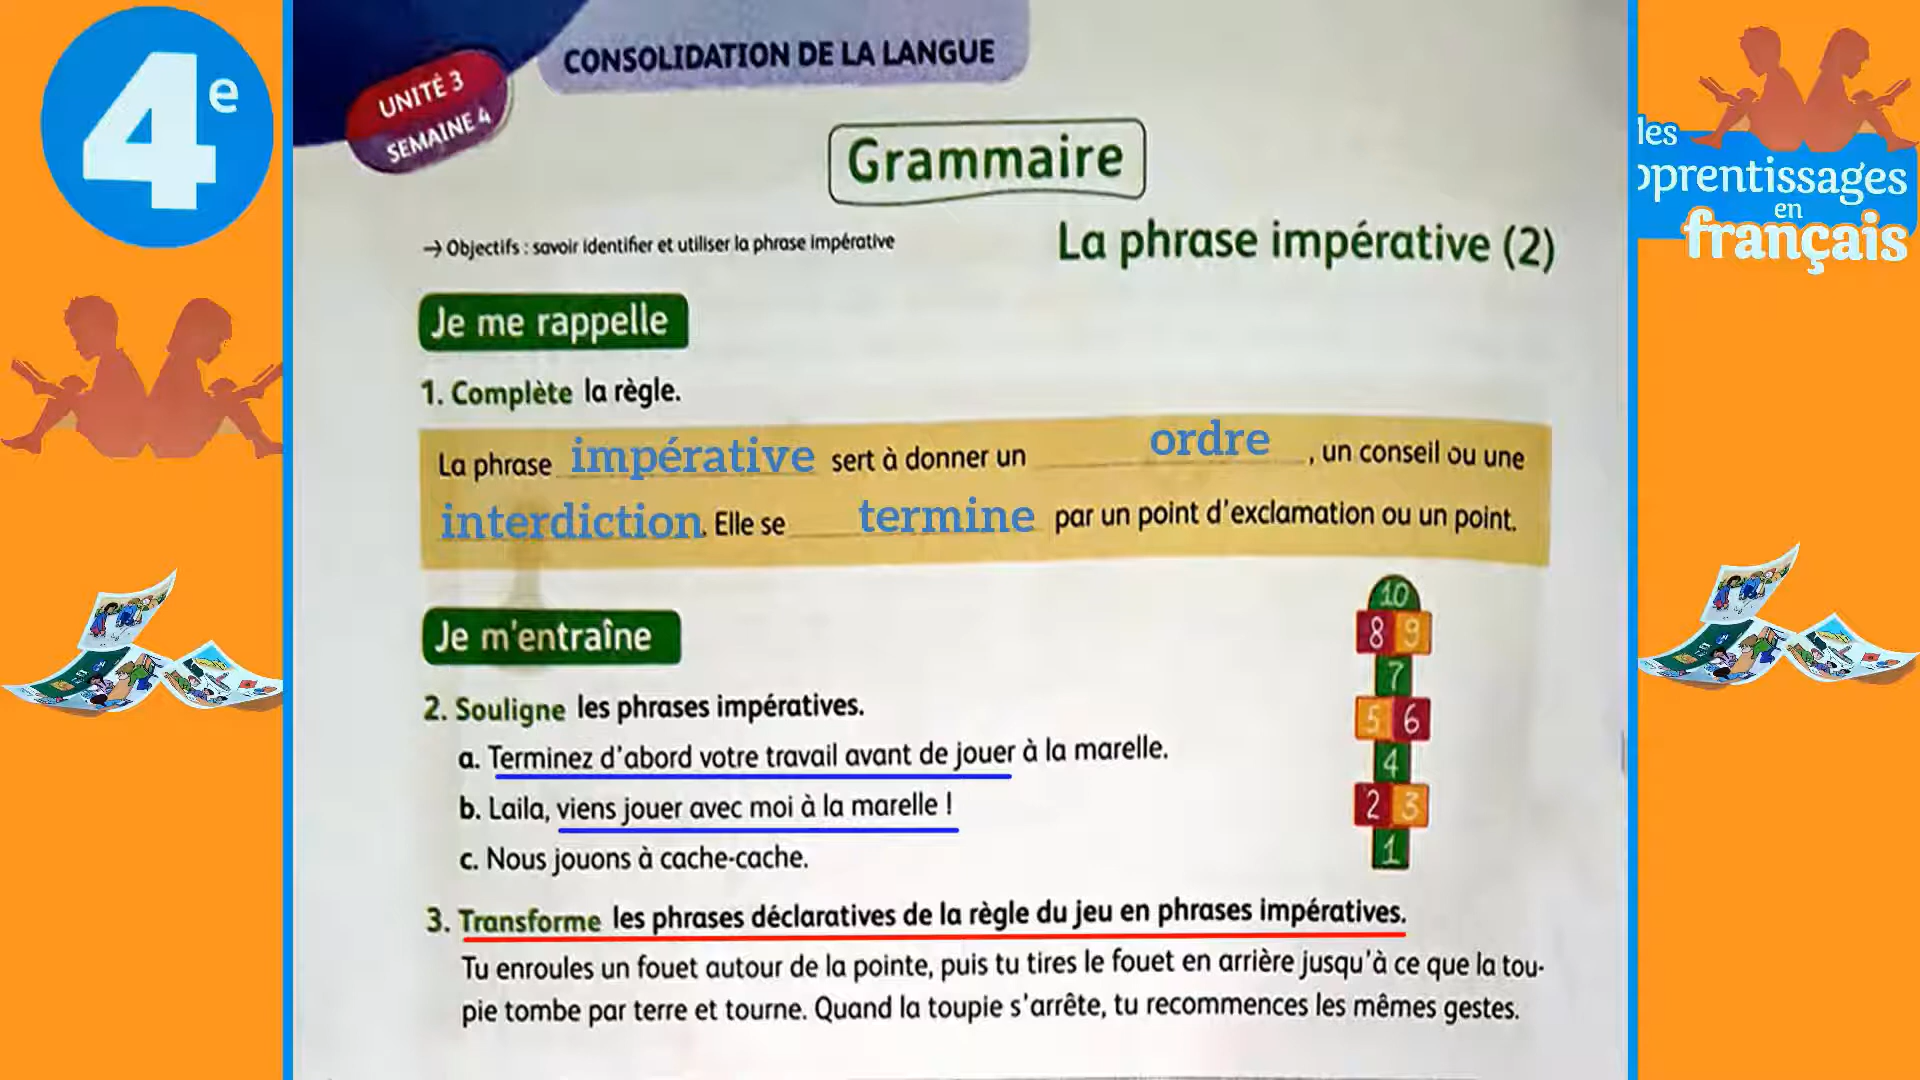 4e
les
pprentissages
en
français
CONSOLIDATION DE LA LANGUE
UNITÉ 3
SEMAINE 4
Grammaire
→ Objectifs : savoir identifier et utiliser la phrase impérative
La phrase impérative (2)
Je me rappelle
1. Complète la règle.
La phrase impérative sert à donner un ordre, un conseil ou une
interdiction. Elle se termine par un point d'exclamation ou un point.
Je m'entraîne
2. Souligne les phrases impératives.
a. Terminez d'abord votre travail avant de jouer à la marelle.
b. Laila, viens jouer avec moi à la marelle !
c. Nous jouons à cache-cache.
10
8 9
7
5 6
4
2 3
1
3. Transforme les phrases déclaratives de la règle du jeu en phrases impératives.
Tu enroules un fouet autour de la pointe, puis tu tires le fouet en arrière jusqu'à ce que la tou-
pie tombe par terre et tourne. Quand la toupie s'arrête, tu recommences les mêmes gestes.